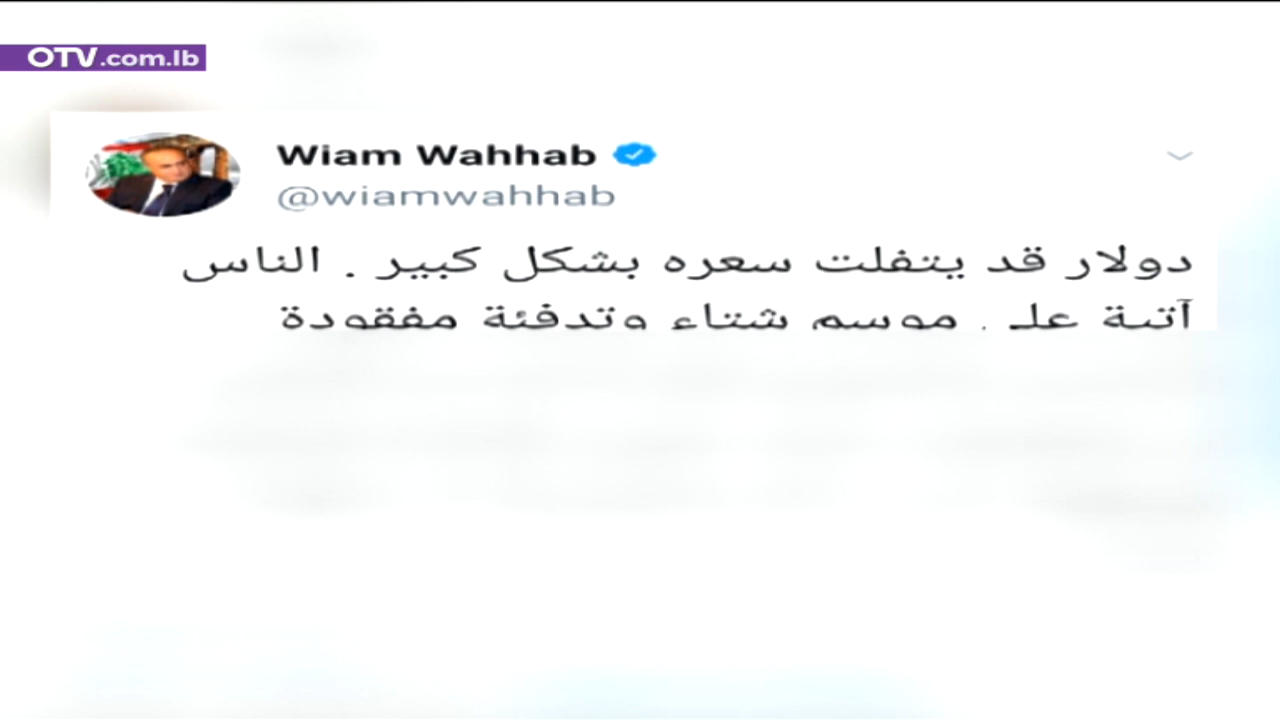 OTV.com.lb
Wiam Wahhab
@wiamwahhab
دولار قد يتفلت سعره بشكل كبير . الناس
آتية على موسم شتاء وتدفئة مفقودة